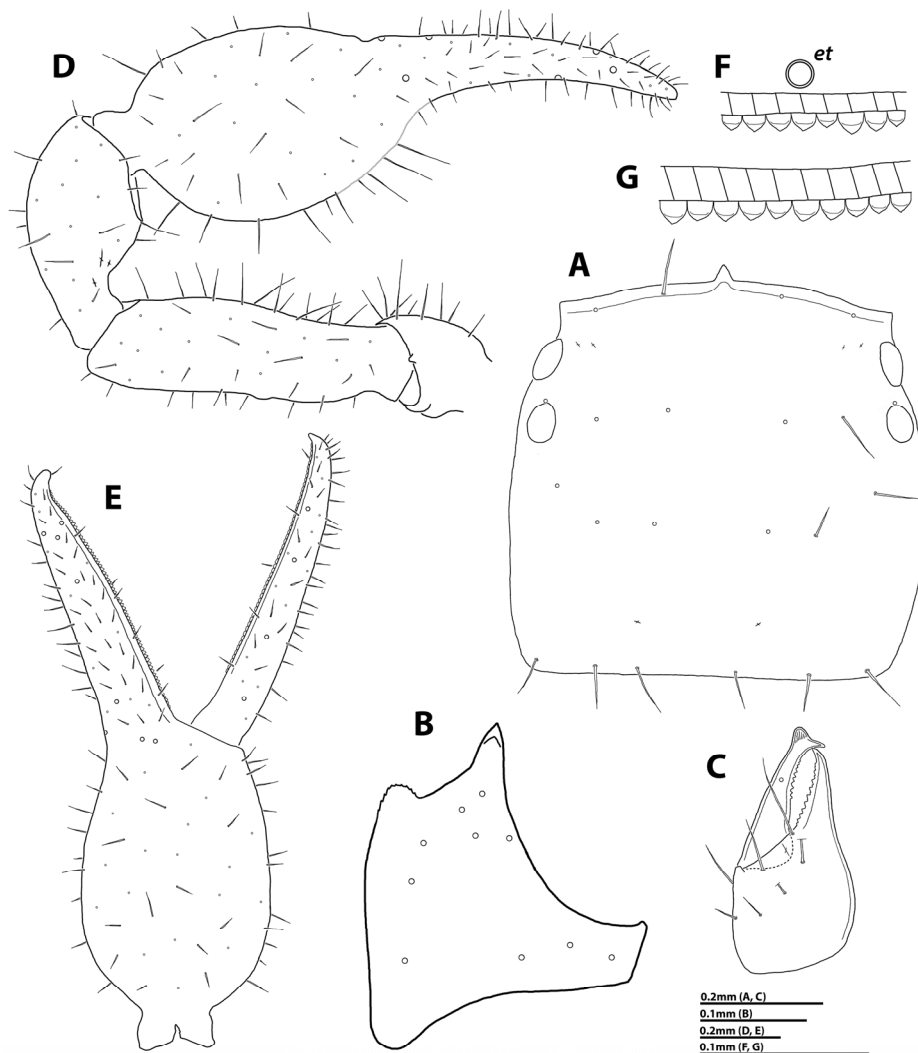 D
F
et
G
A
E
B
C
0.2mm (A, C)
0.1mm (B)
0.2mm (D, E)
0.1mm (F, G)